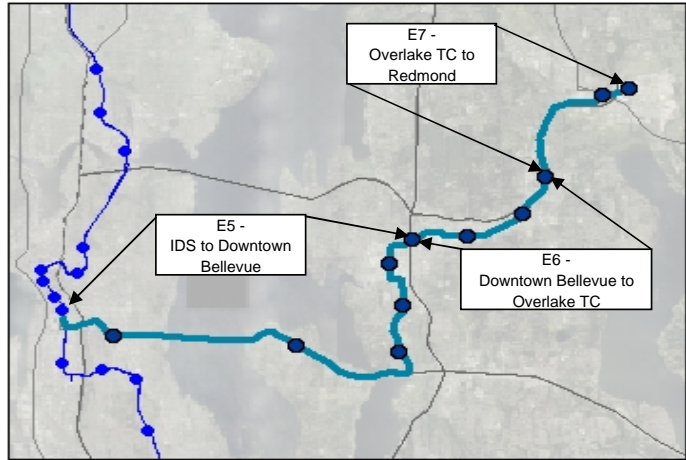 E7 -
Overlake TC to
Redmond
E5 -
IDS to Downtown
Bellevue
E6 -
Downtown Bellevue to
Overlake TC